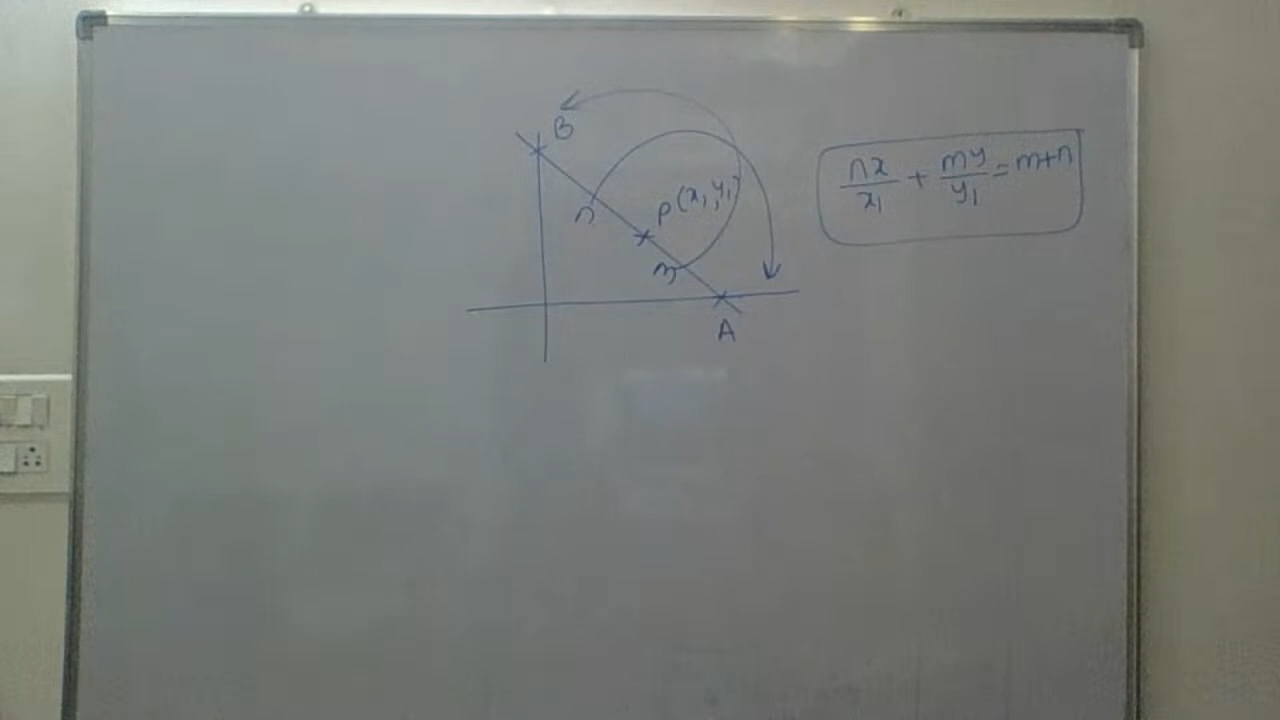 B
n
P(x₁,y₁)
m
A
nx/x₁ + my/y₁ = m+n